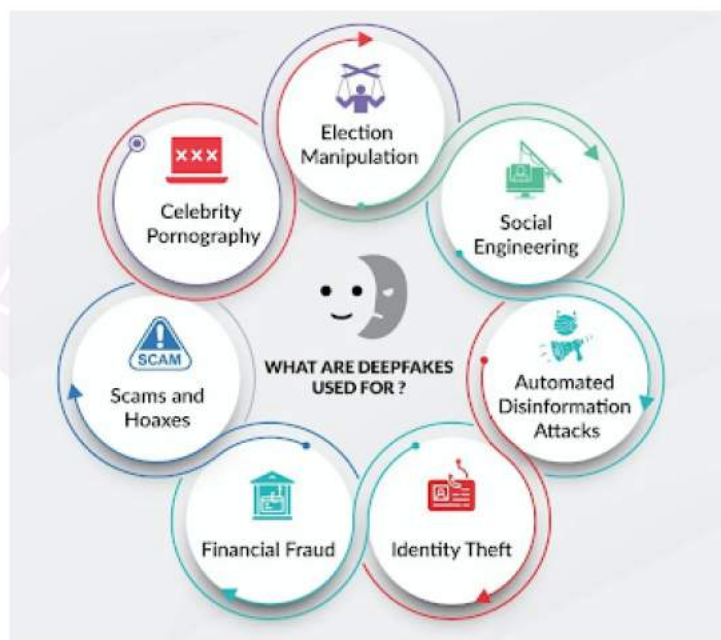 Election
Manipulation
Social
Engineering
Automated
Disinformation
Attacks
Identity Theft
Financial Fraud
SCAM
Scams and
Hoaxes
XXX
Celebrity
Pornography
WHAT ARE DEEPFAKES
USED FOR ?